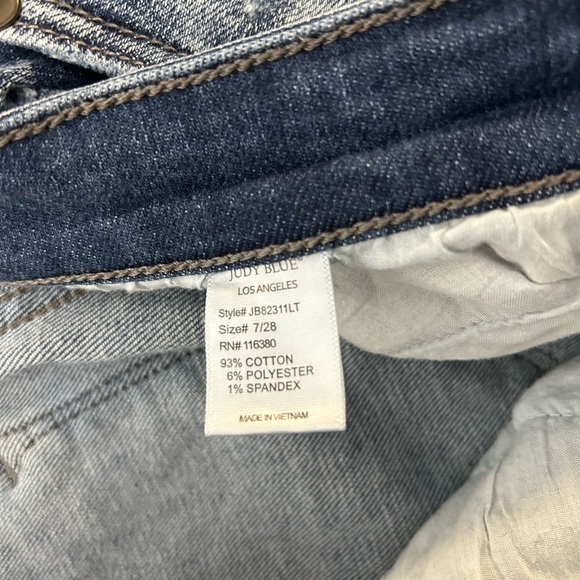 JUDY BLUE®
LOS ANGELES
Style# JB82311LT
Size# 7/28
RN# 116380
93% COTTON
6% POLYESTER
1% SPANDEX
MADE IN VIETNAM